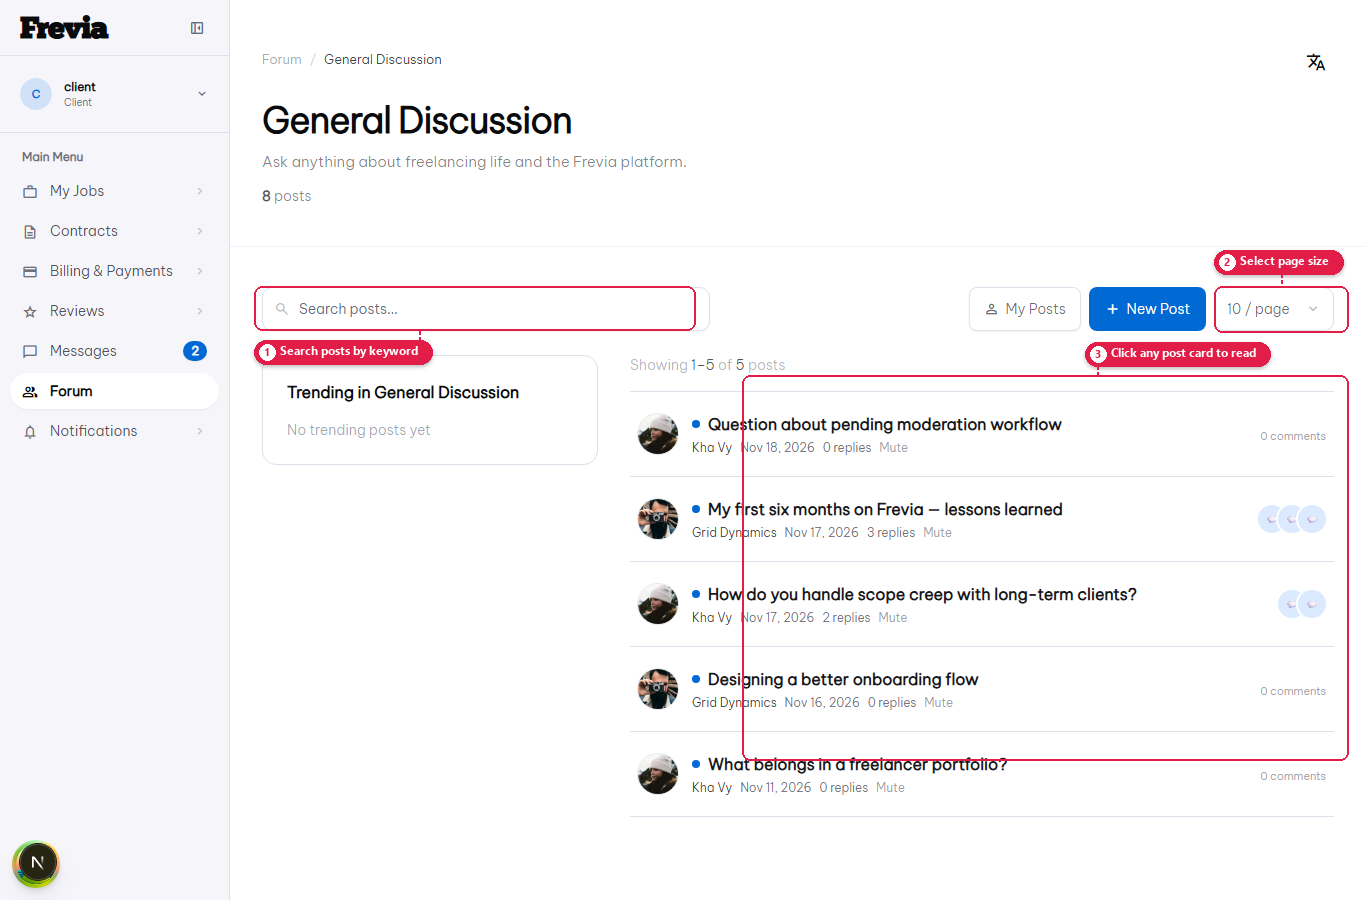 Frevia
C
client
Client
Main Menu
My Jobs
Contracts
Billing & Payments
Reviews
Messages
2
Forum
Notifications
N
Forum / General Discussion
General Discussion
Ask anything about freelancing life and the Frevia platform.
8 posts
Search posts...
My Posts
+ New Post
2 Select page size
10 / page
1 Search posts by keyword
3 Click any post card to read
Trending in General Discussion
No trending posts yet
Showing 1–5 of 5 posts
Question about pending moderation workflow
Kha Vy Nov 18, 2026 0 replies Mute
0 comments
My first six months on Frevia — lessons learned
Grid Dynamics Nov 17, 2026 3 replies Mute
How do you handle scope creep with long-term clients?
Kha Vy Nov 17, 2026 2 replies Mute
Designing a better onboarding flow
Grid Dynamics Nov 16, 2026 0 replies Mute
0 comments
What belongs in a freelancer portfolio?
Kha Vy Nov 11, 2026 0 replies Mute
0 comments